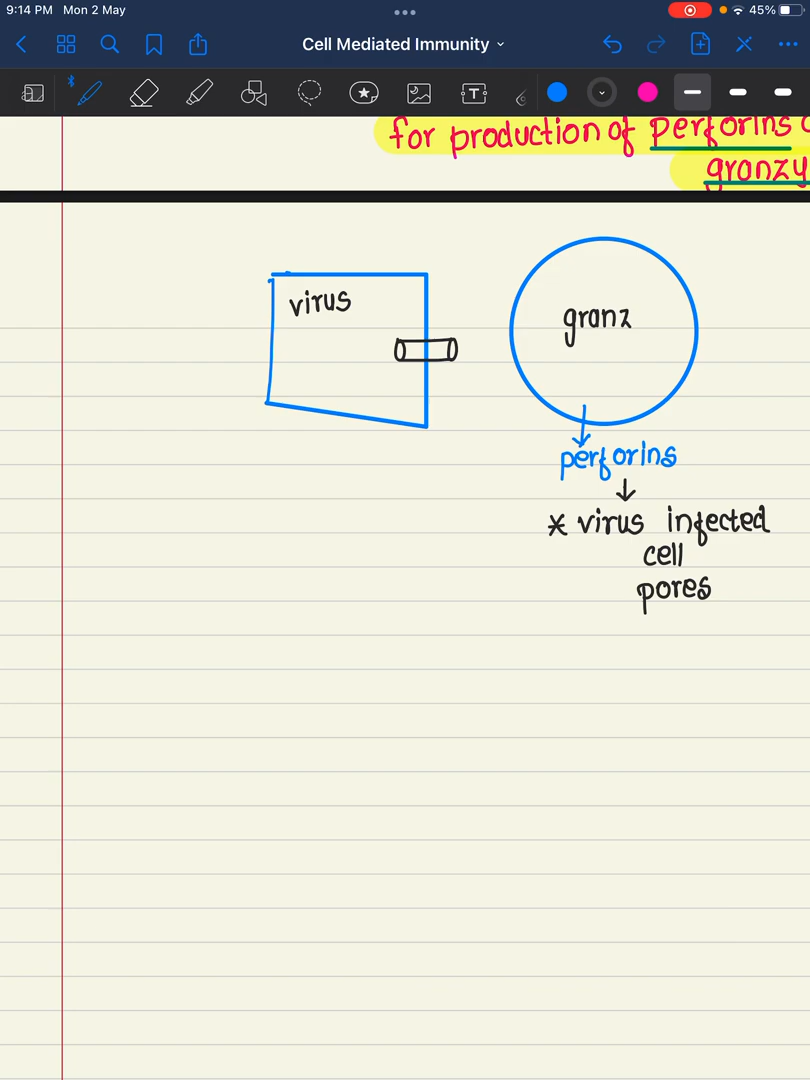 9:14 PM Mon 2 May
45%
Cell Mediated Immunity
for production of perforins
granzy
virus
granz
perforins
* virus infected
cell
pores